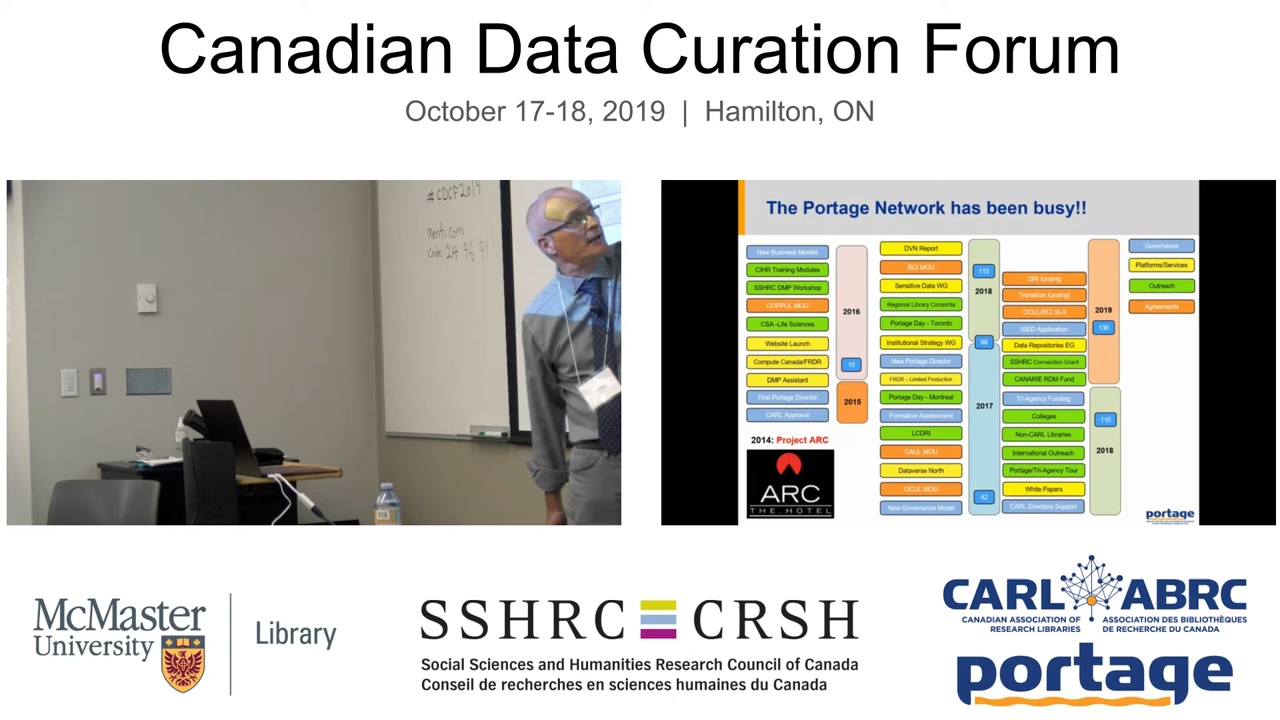 Canadian Data Curation Forum
October 17-18, 2019 | Hamilton, ON
#CDCF2019
menti.com
code 24 96 91
The Portage Network has been busy!!
New Business Models
CIHR Training Modules
SSHRC DMP Workshop
COPPUL MOU
CSA -Life Sciences
Website Launch
Compute Canada/FRDR
DMP Assistant
First Portage Director
CARL Approval
2016
15
2015
2014: Project ARC
ARC
THE.HOTEL
DVN Report
BCI MOU
Sensitive Data WG
Regional Library Consortia
Portage Day - Toronto
Institutional Strategy WG
New Portage Director
FRDR – Limited Production
Portage Day - Montreal
Formative Assessment
LCDRI
CAUL MOU
Dataverse North
OCUL MOU
New Governance Model
115
2018
98
2017
42
DRI funding
Transition funding!
OCUL/BCI SLA
ISED Application
Data Repositories EG
SSHRC Connection Grant
CANARIE RDM Fund
Tri-Agency Funding
Colleges
Non-CARL Libraries
International Outreach
Portage/Tri-Agency Tour
White Papers
CARL Directors Support
2019
130
110
2018
Governance
Platforms/Services
Outreach
Agreements
portage
McMaster
University
Library
SSHRC CRSH
Social Sciences and Humanities Research Council of Canada
Conseil de recherches en sciences humaines du Canada
CARL ABRC
CANADIAN ASSOCIATION OF
RESEARCH LIBRARIES
ASSOCIATION DES BIBLIOTHÈQUES
DE RECHERCHE DU CANADA
portage